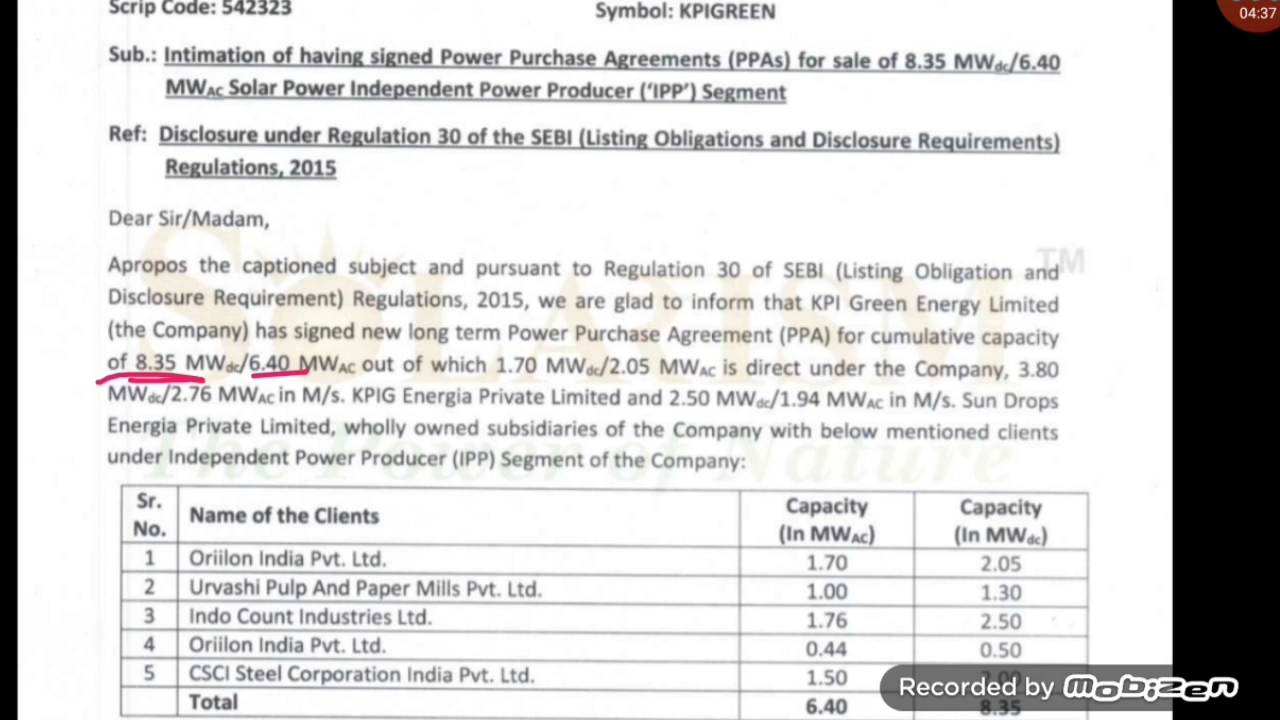 04:37
Scrip Code: 542323 Symbol: KPIGREEN
Sub.: Intimation of having signed Power Purchase Agreements (PPAs) for sale of 8.35 MWdc/6.40
MWAC Solar Power Independent Power Producer (‘IPP’) Segment
Ref: Disclosure under Regulation 30 of the SEBI (Listing Obligations and Disclosure Requirements)
Regulations, 2015
Dear Sir/Madam,
SOLARISM TM
Apropos the captioned subject and pursuant to Regulation 30 of SEBI (Listing Obligation and
Disclosure Requirement) Regulations, 2015, we are glad to inform that KPI Green Energy Limited
(the Company) has signed new long term Power Purchase Agreement (PPA) for cumulative capacity
of 8.35 MWdc/6.40 MWAC out of which 1.70 MWdc/2.05 MWAC is direct under the Company, 3.80
MWdc/2.76 MWAC in M/s. KPIG Energia Private Limited and 2.50 MWdc/1.94 MWAC in M/s. Sun Drops
Energia Private Limited, wholly owned subsidiaries of the Company with below mentioned clients
The Power of Nature
under Independent Power Producer (IPP) Segment of the Company:
Sr. No. Name of the Clients Capacity (In MWAC) Capacity (In MWdc)
1 Oriilon India Pvt. Ltd. 1.70 2.05
2 Urvashi Pulp And Paper Mills Pvt. Ltd. 1.00 1.30
3 Indo Count Industries Ltd. 1.76 2.50
4 Oriilon India Pvt. Ltd. 0.44 0.50
5 CSCI Steel Corporation India Pvt. Ltd. 1.50 2.00
Total 6.40 8.35
Recorded by mobizen